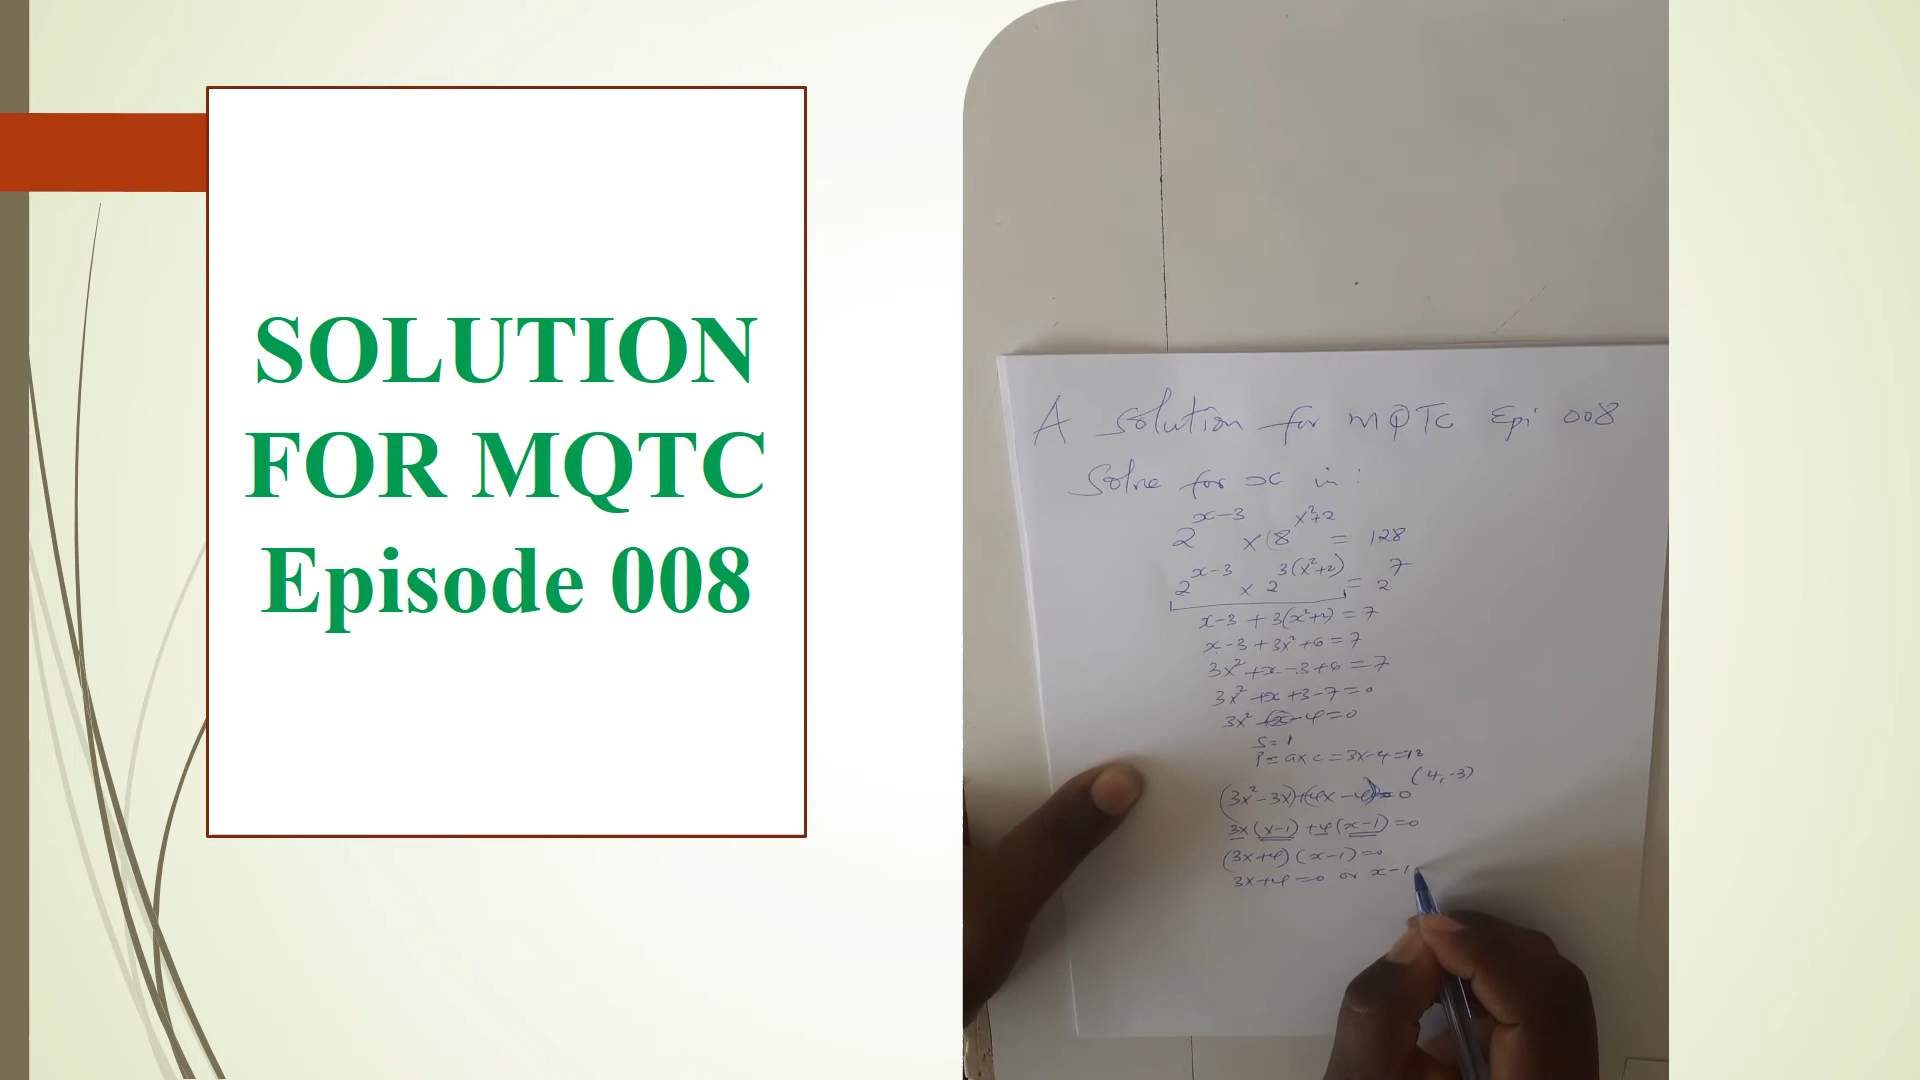 SOLUTION
FOR MQTC
Episode 008
A Solution for MQTC Epi 008
Solve for x in :
2^(x-3) × 8^(x²+2) = 128
2^(x-3) × 2^(3(x²+2)) = 2^7
x-3 + 3(x²+2) = 7
x-3+3x²+6=7
3x²+x-3+6=7
3x²+x+3-7=0
3x²+x-4=0
S=1
P=axc=3x-4=-12
(4,-3)
(3x²-3x)+(4x-4)=0
3x(x-1)+4(x-1)=0
(3x+4)(x-1)=0
3x+4=0 or x-1